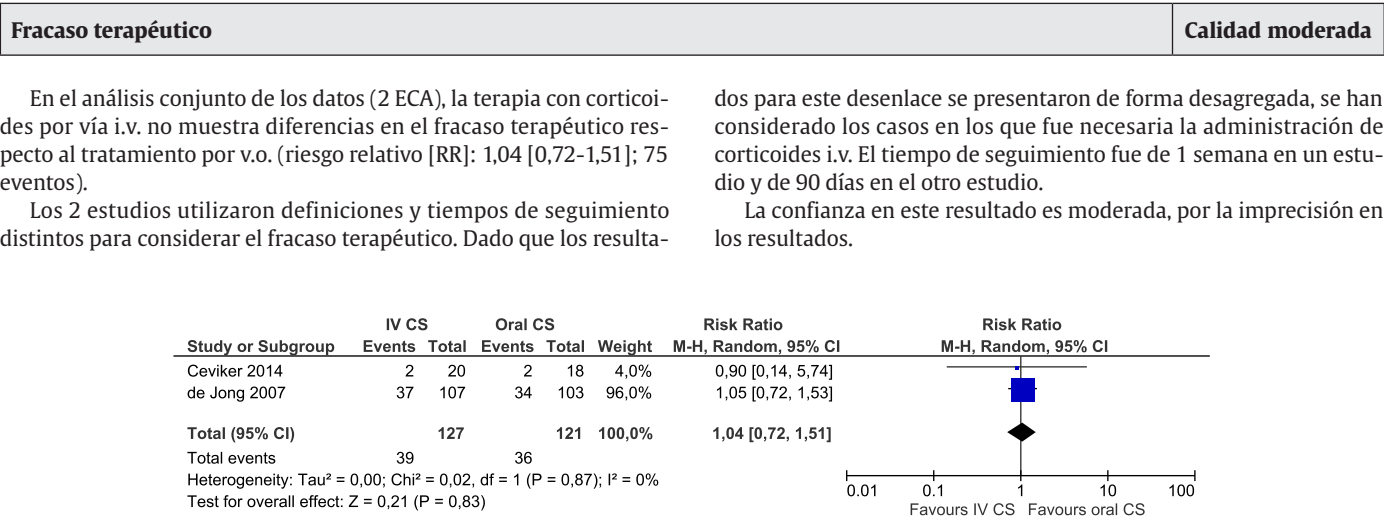 Fracaso terapéutico Calidad moderada
En el análisis conjunto de los datos (2 ECA), la terapia con corticoi-
des por vía i.v. no muestra diferencias en el fracaso terapéutico res-
pecto al tratamiento por v.o. (riesgo relativo [RR]: 1,04 [0,72-1,51]; 75
eventos).
Los 2 estudios utilizaron definiciones y tiempos de seguimiento
distintos para considerar el fracaso terapéutico. Dado que los resulta-
dos para este desenlace se presentaron de forma desagregada, se han
considerado los casos en los que fue necesaria la administración de
corticoides i.v. El tiempo de seguimiento fue de 1 semana en un estu-
dio y de 90 días en el otro estudio.
La confianza en este resultado es moderada, por la imprecisión en
los resultados.
IV CS Oral CS Risk Ratio Risk Ratio
Study or Subgroup Events Total Events Total Weight M-H, Random, 95% CI M-H, Random, 95% CI
Ceviker 2014 2 20 2 18 4,0% 0,90 [0,14, 5,74]
de Jong 2007 37 107 34 103 96,0% 1,05 [0,72, 1,53]
Total (95% CI) 127 121 100,0% 1,04 [0,72, 1,51]
Total events 39 36
Heterogeneity: Tau² = 0,00; Chi² = 0,02, df = 1 (P = 0,87); I² = 0%
Test for overall effect: Z = 0,21 (P = 0,83)
0.01 0.1 1 10 100
Favours IV CS Favours oral CS